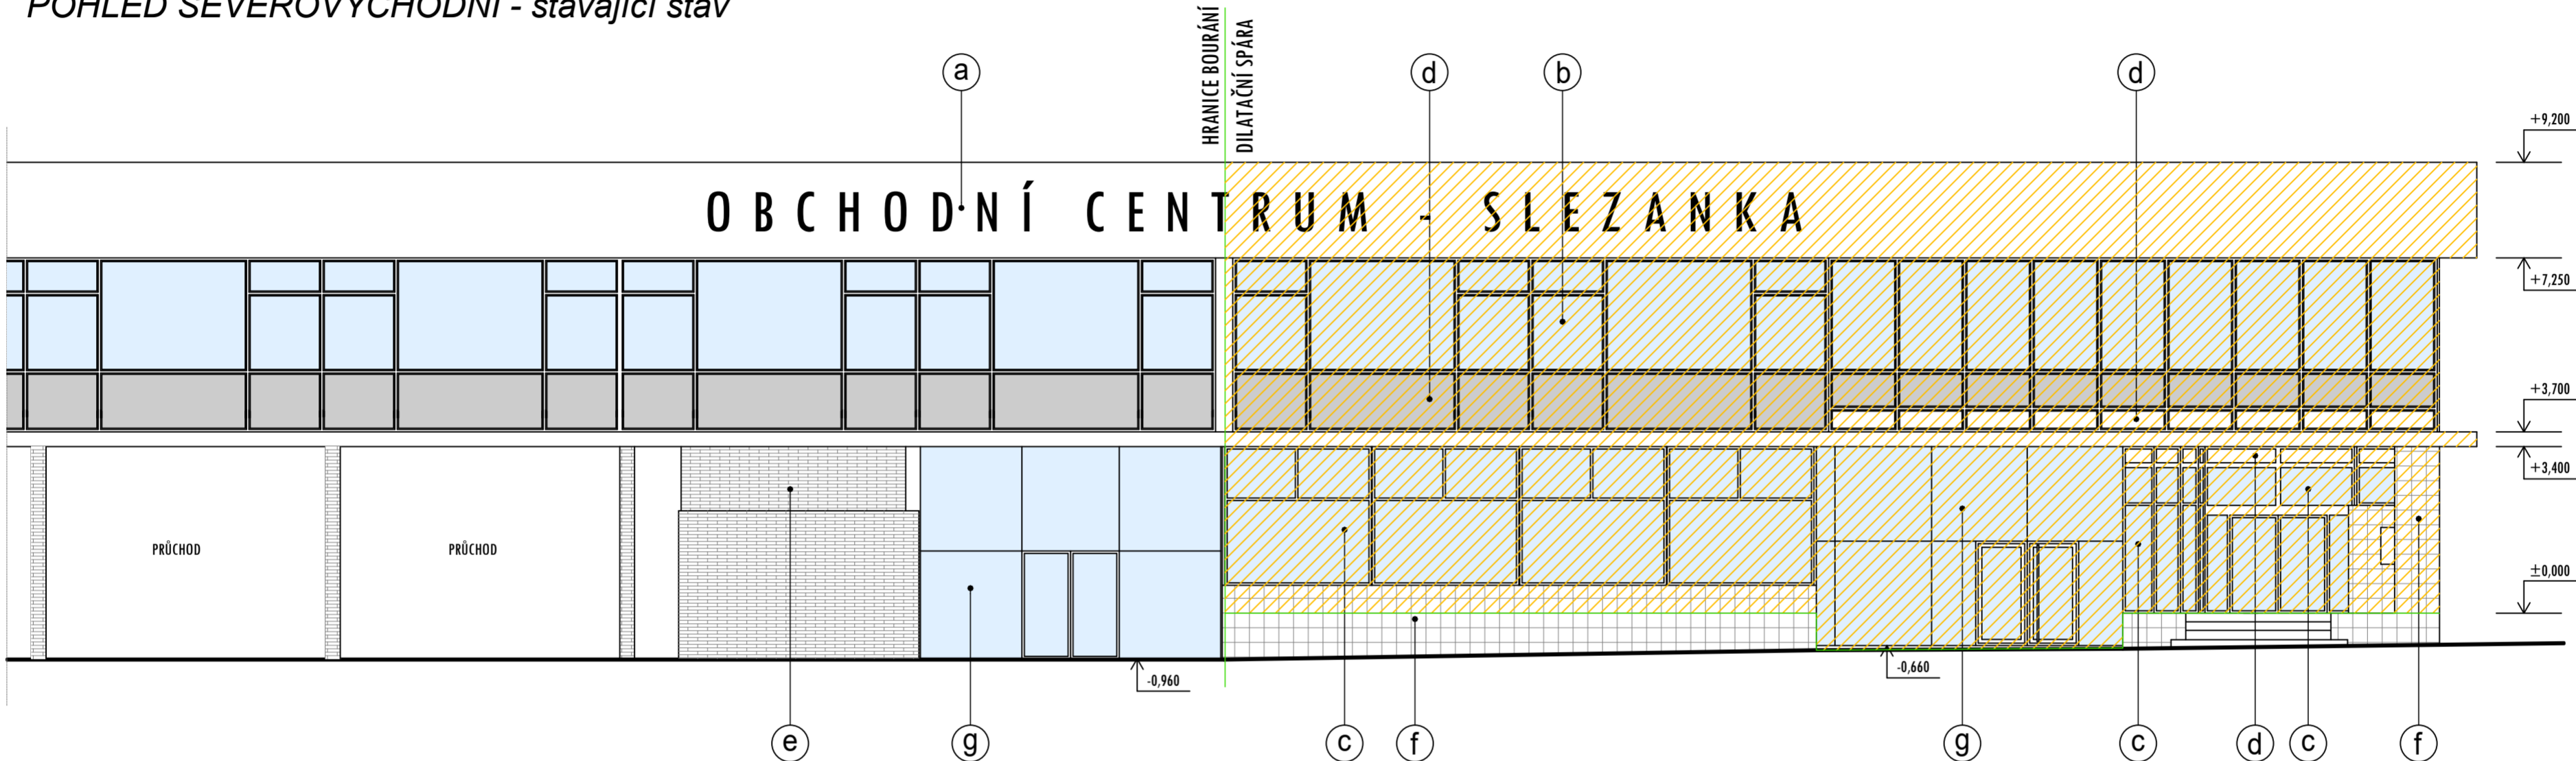 POHLED SEVEROVÝCHODNÍ - stávající stav
HRANICE BOURÁNÍ
DILATAČNÍ SPÁRA
a
d
b
d
+9,200
OBCHODNÍ CENTRUM - SLEZANKA
+7,250
+3,700
+3,400
PRŮCHOD
PRŮCHOD
±0,000
-0,960
-0,660
e
g
c
f
g
c
d
c
f